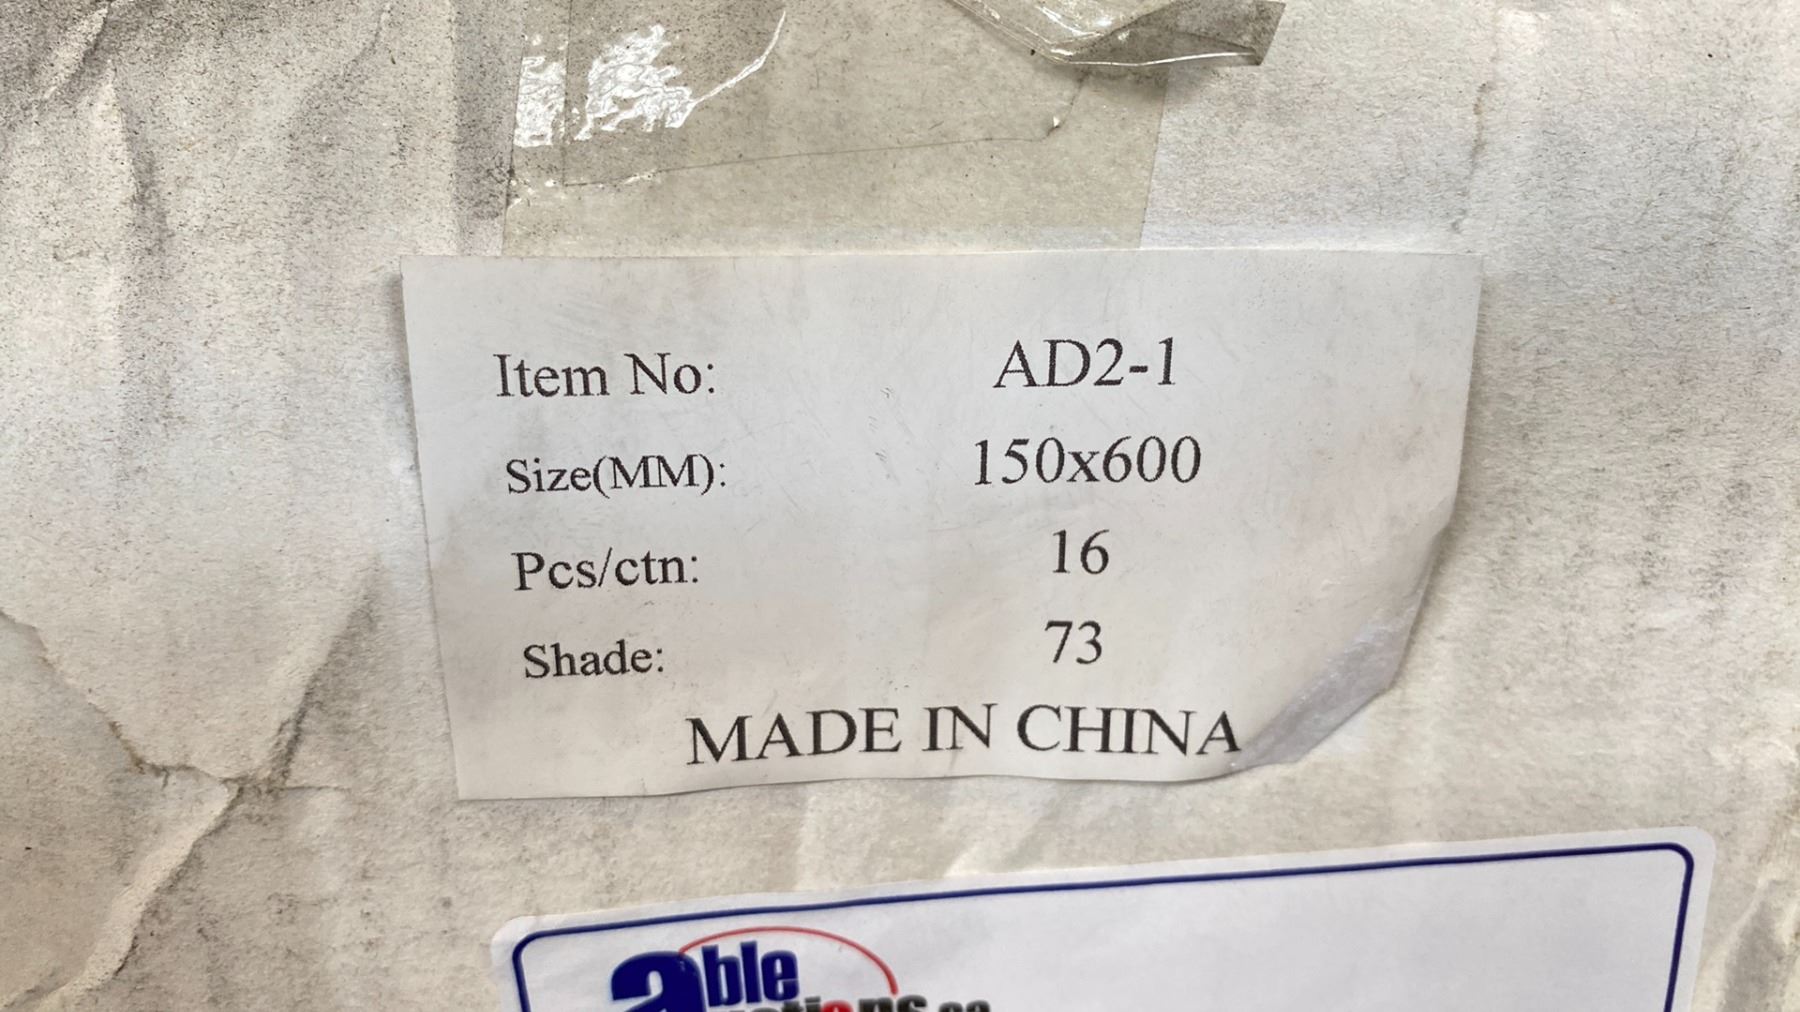 Item No: AD2-1
Size(MM): 150x600
Pcs/ctn: 16
Shade: 73
MADE IN CHINA
able